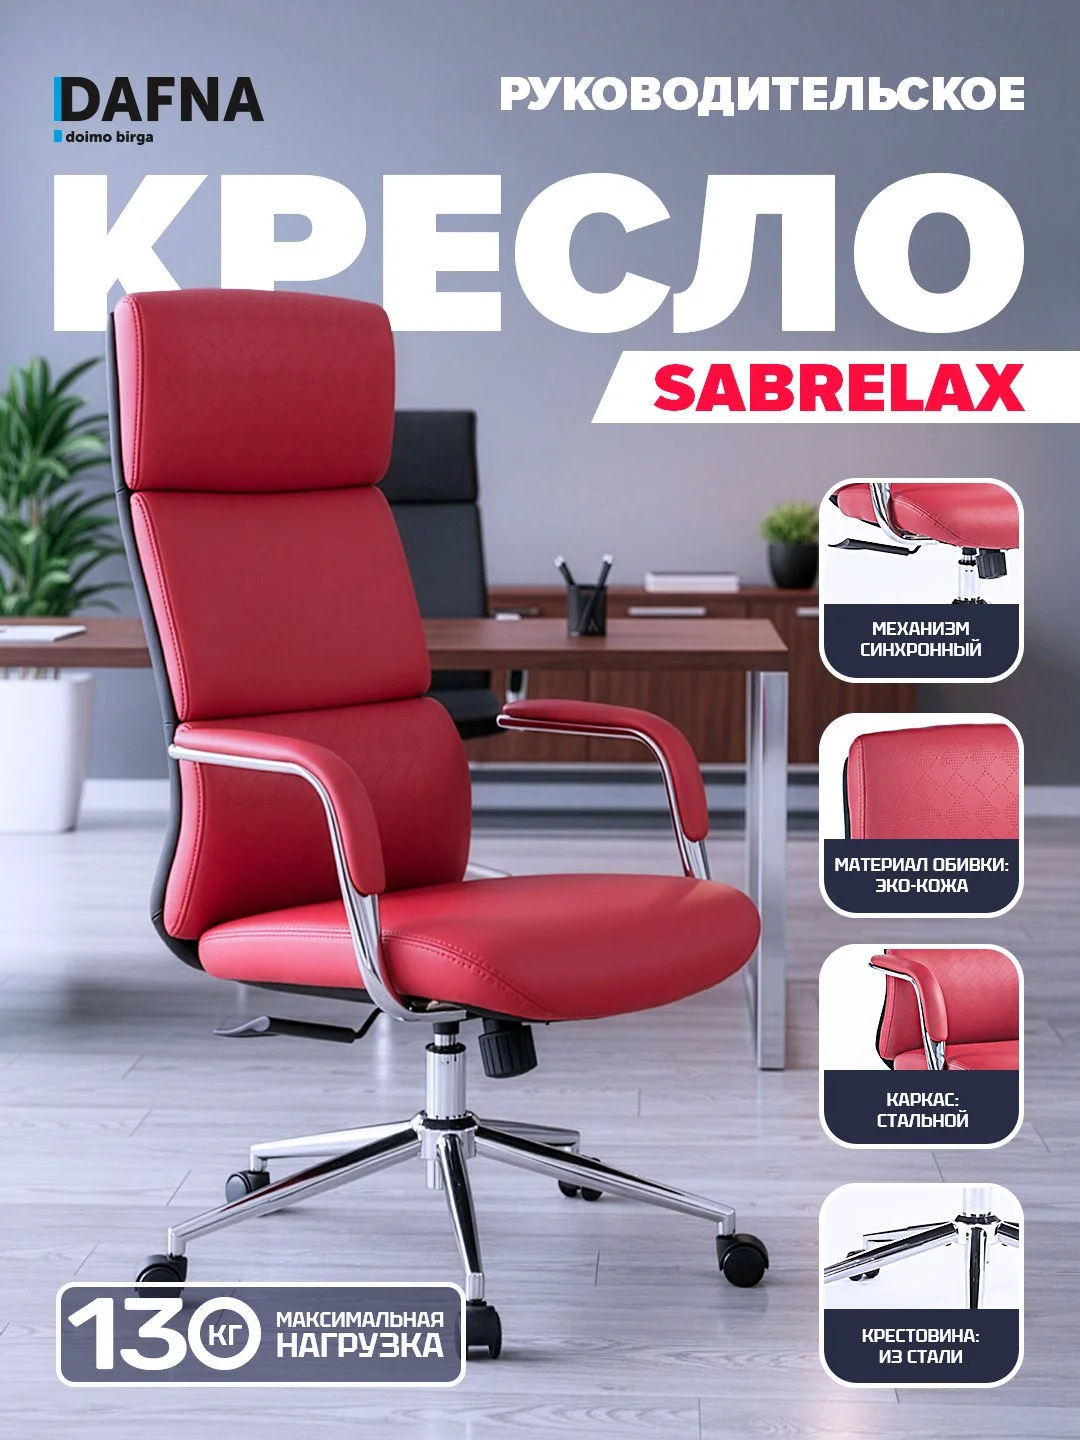 DAFNA
doimo birga
РУКОВОДИТЕЛЬСКОЕ
КРЕСЛО
SABRELAX
МЕХАНИЗМ
СИНХРОННЫЙ
МАТЕРИАЛ ОБИВКИ:
ЭКО-КОЖА
КАРКАС:
СТАЛЬНОЙ
КРЕСТОВИНА:
ИЗ СТАЛИ
130 КГ
МАКСИМАЛЬНАЯ
НАГРУЗКА